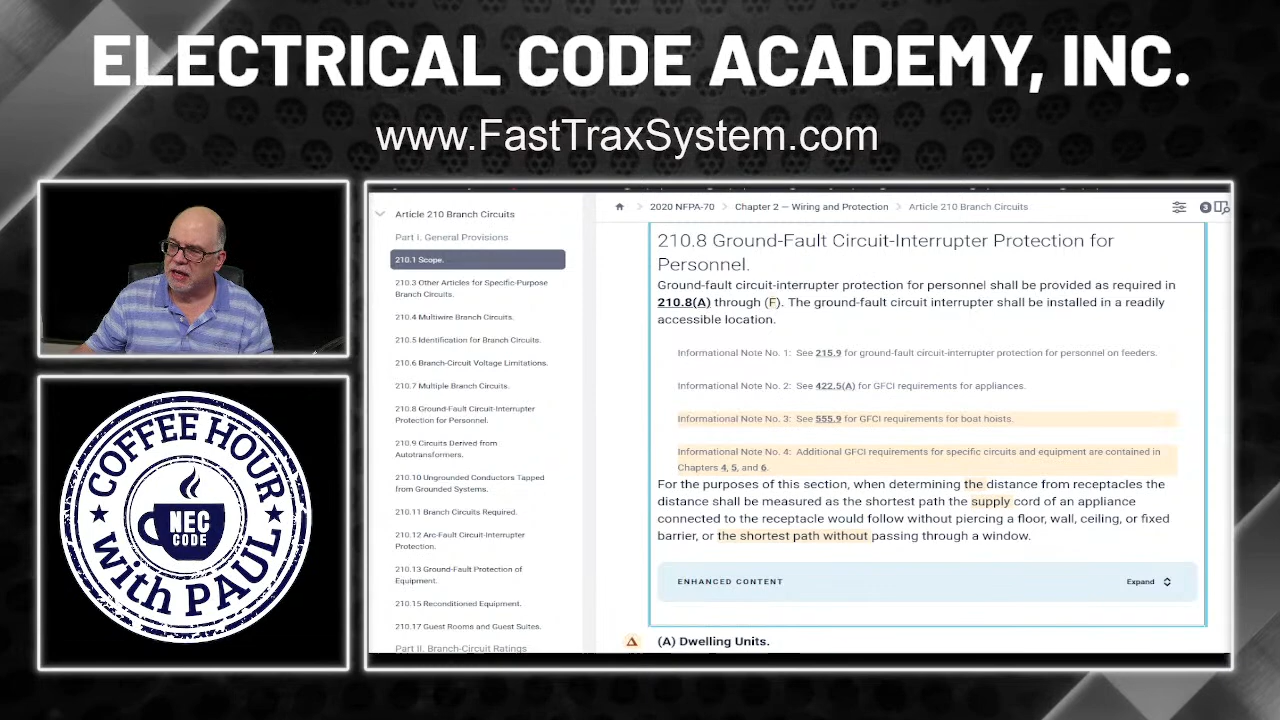 ELECTRICAL CODE ACADEMY, INC.
www.FastTraxSystem.com
COFFEE HOUR
NEC
CODE
with PAUL
Article 210 Branch Circuits
Part I. General Provisions
210.1 Scope.
210.3 Other Articles for Specific-Purpose
Branch Circuits.
210.4 Multiwire Branch Circuits.
210.5 Identification for Branch Circuits.
210.6 Branch-Circuit Voltage Limitations.
210.7 Multiple Branch Circuits.
210.8 Ground-Fault Circuit-Interrupter
Protection for Personnel.
210.9 Circuits Derived from
Autotransformers.
210.10 Ungrounded Conductors Tapped
from Grounded Systems.
210.11 Branch Circuits Required.
210.12 Arc-Fault Circuit-Interrupter
Protection.
210.13 Ground-Fault Protection of
Equipment.
210.15 Reconditioned Equipment.
210.17 Guest Rooms and Guest Suites.
Part II. Branch-Circuit Ratings
2020 NFPA-70 > Chapter 2 — Wiring and Protection > Article 210 Branch Circuits
3
210.8 Ground-Fault Circuit-Interrupter Protection for
Personnel.
Ground-fault circuit-interrupter protection for personnel shall be provided as required in
210.8(A) through (F). The ground-fault circuit interrupter shall be installed in a readily
accessible location.
Informational Note No. 1: See 215.9 for ground-fault circuit-interrupter protection for personnel on feeders.
Informational Note No. 2: See 422.5(A) for GFCI requirements for appliances.
Informational Note No. 3: See 555.9 for GFCI requirements for boat hoists.
Informational Note No. 4: Additional GFCI requirements for specific circuits and equipment are contained in
Chapters 4, 5, and 6.
For the purposes of this section, when determining the distance from receptacles the
distance shall be measured as the shortest path the supply cord of an appliance
connected to the receptacle would follow without piercing a floor, wall, ceiling, or fixed
barrier, or the shortest path without passing through a window.
ENHANCED CONTENT
Expand
Δ (A) Dwelling Units.